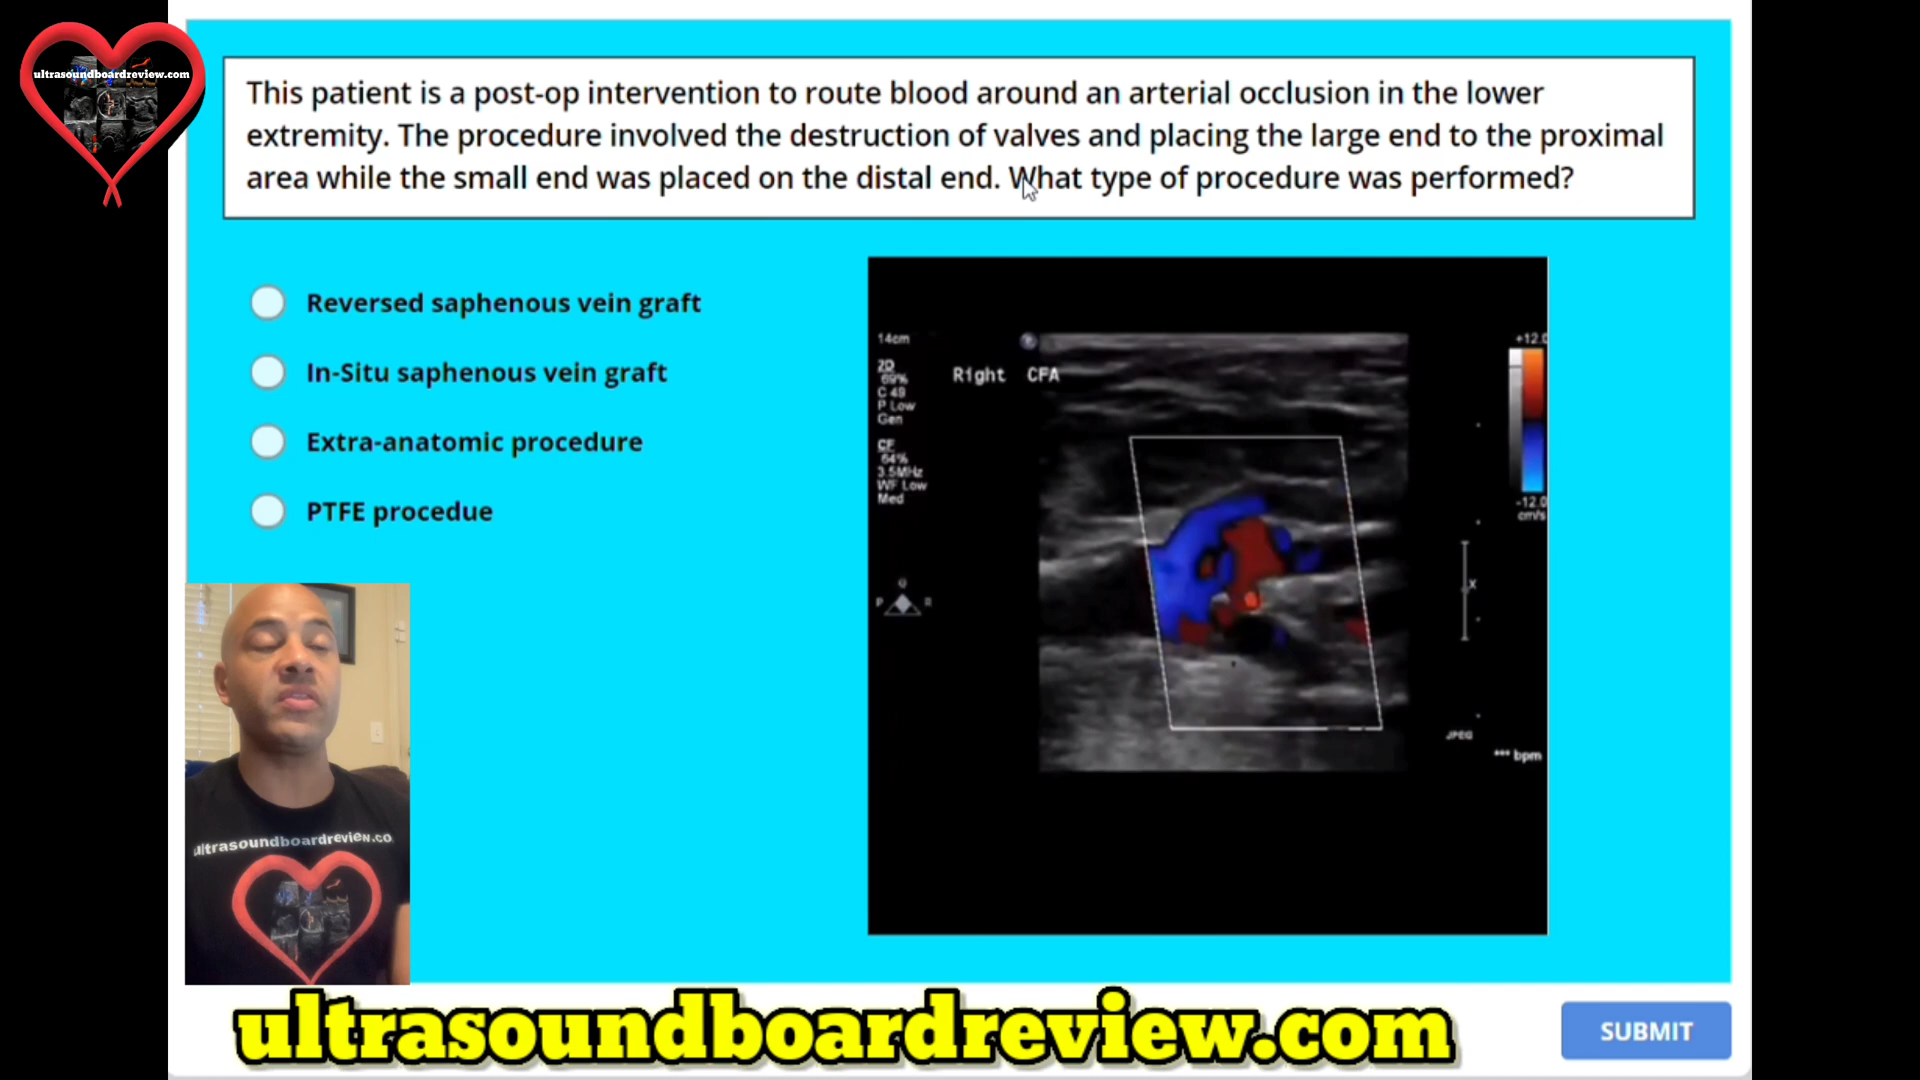 ultrasoundboardreview.com
This patient is a post-op intervention to route blood around an arterial occlusion in the lower
extremity. The procedure involved the destruction of valves and placing the large end to the proximal
area while the small end was placed on the distal end. What type of procedure was performed?
Reversed saphenous vein graft
In-Situ saphenous vein graft
Extra-anatomic procedure
PTFE procedue
14cm
2D
69%
C 49
P Low
Gen
CF
64%
3.5MHz
WF Low
Med
Right CFA
P
R
+12.0
-12.0
cm/s
x
JPEG
*** bpm
ultrasoundboardreview.co
ultrasoundboardreview.com
SUBMIT